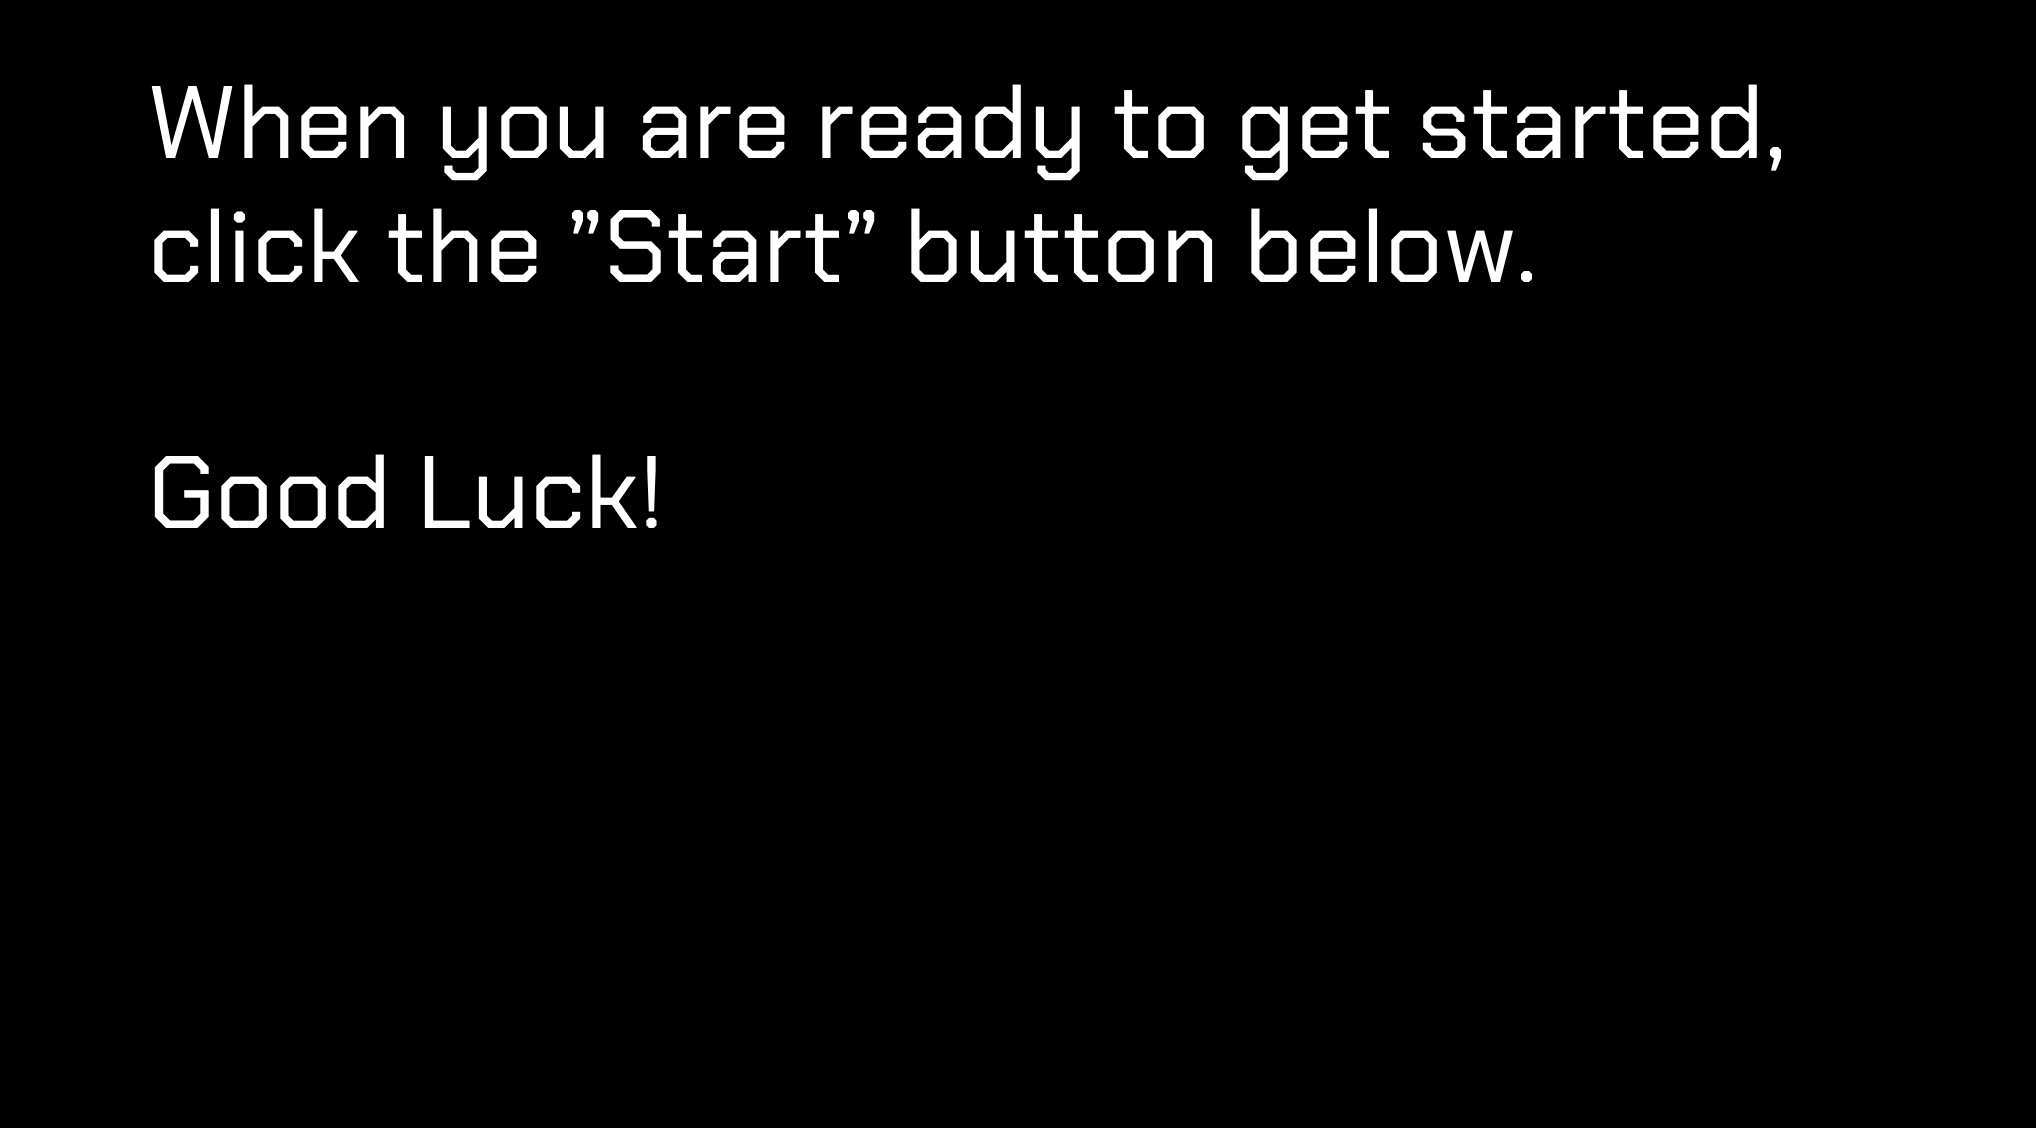 When you are ready to get started,
click the ”Start” button below.
Good Luck!